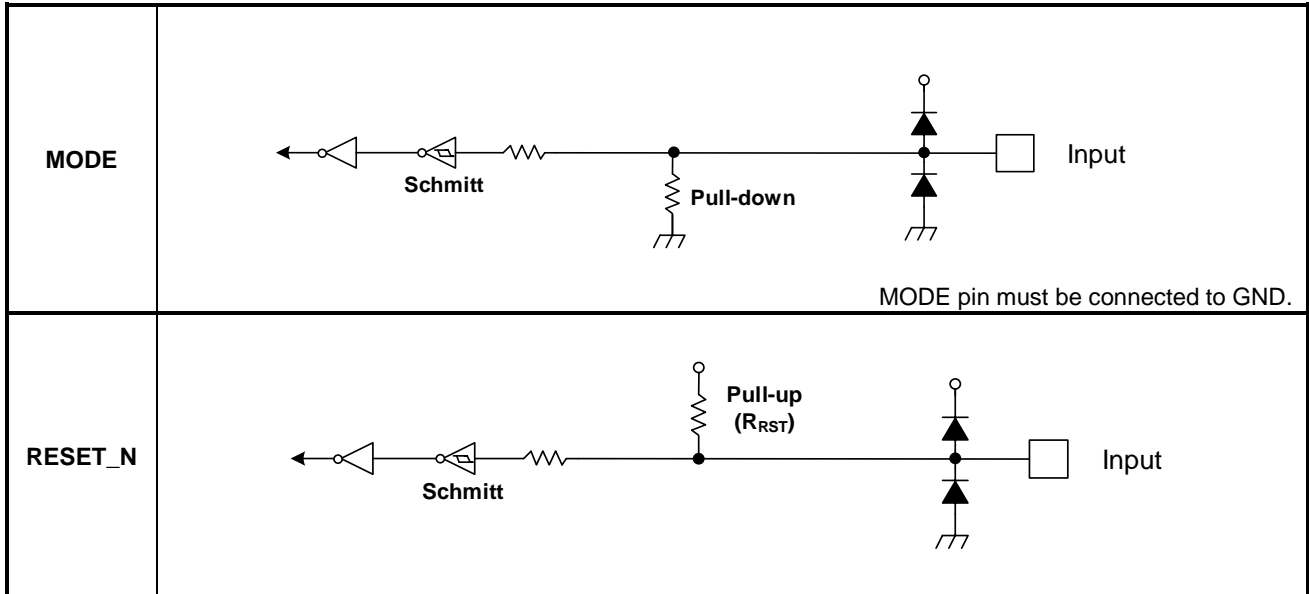 MODE
Schmitt
Pull-down
Input
MODE pin must be connected to GND.
RESET_N
Pull-up
(RRST)
Schmitt
Input